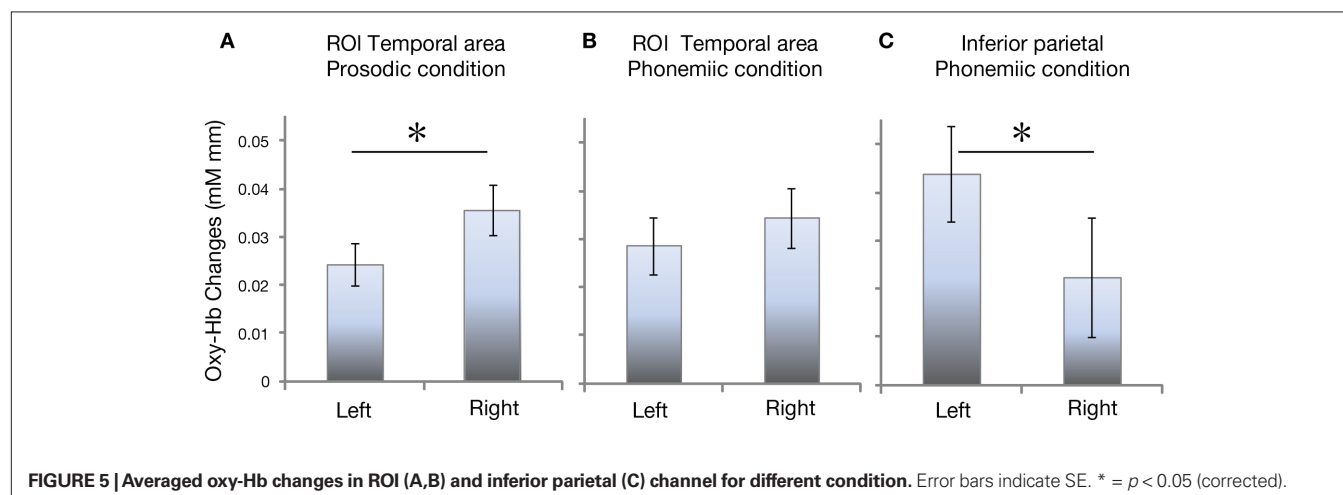 A
ROI Temporal area
Prosodic condition
B
ROI Temporal area
Phonemiic condition
C
Inferior parietal
Phonemiic condition
Oxy-Hb Changes (mM mm)
0.05
0.04
0.03
0.02
0.01
0
*
*
Left
Right
Left
Right
Left
Right
FIGURE 5 | Averaged oxy-Hb changes in ROI (A,B) and inferior parietal (C) channel for different condition. Error bars indicate SE. * = p < 0.05 (corrected).